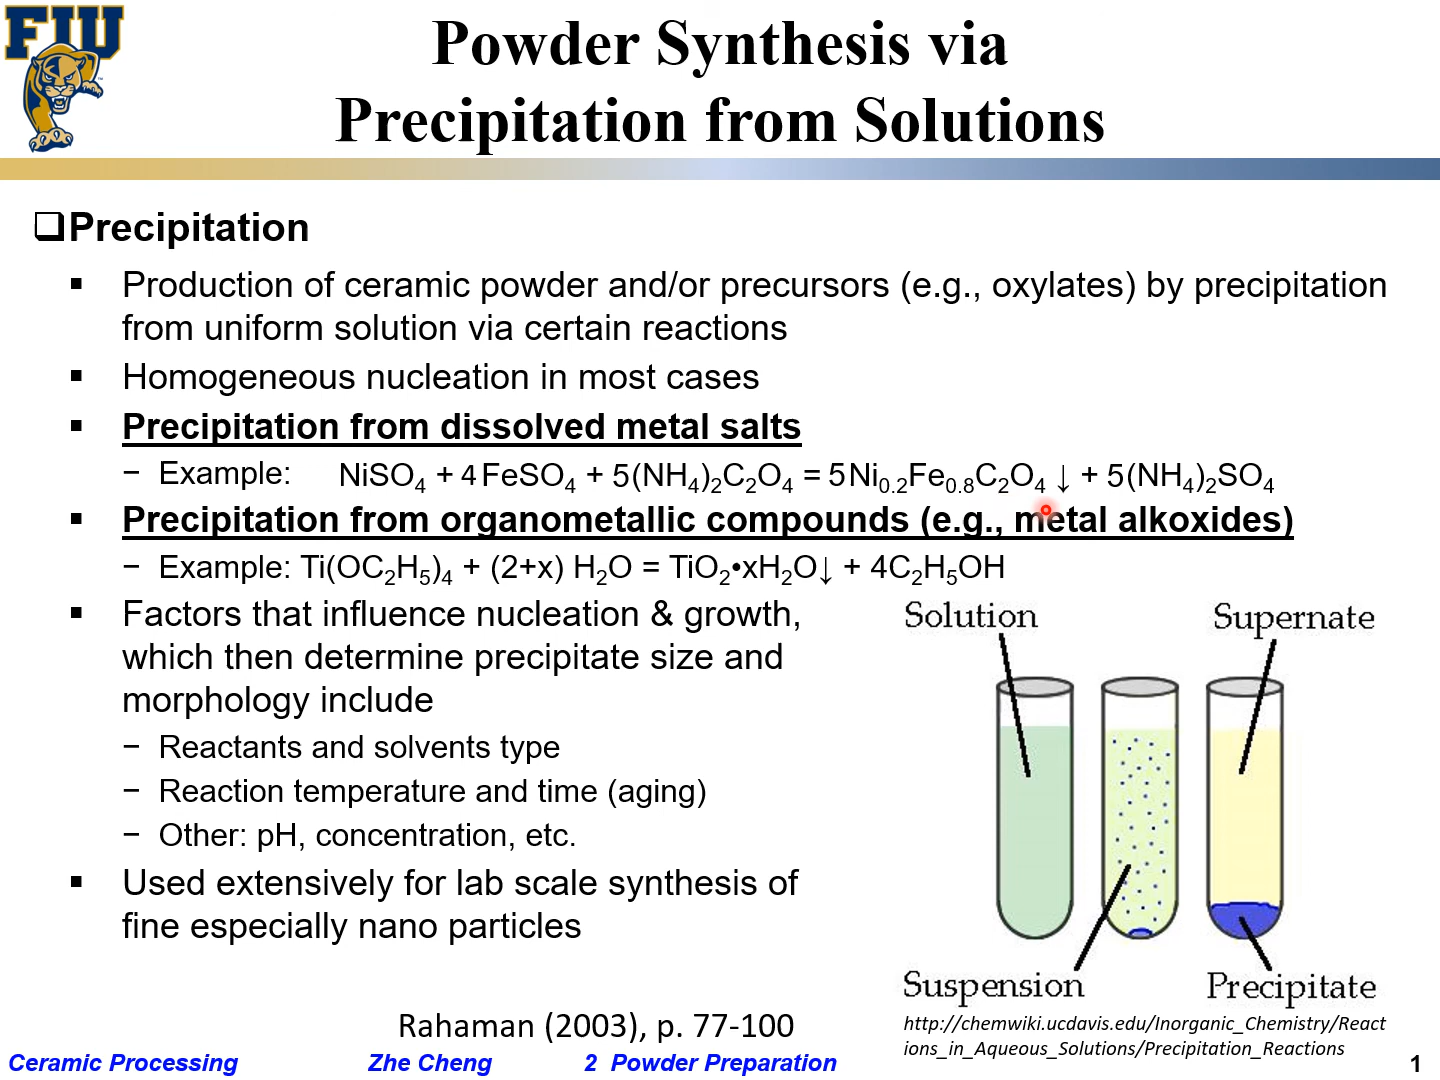 FIU
Powder Synthesis via
Precipitation from Solutions
❑Precipitation
▪ Production of ceramic powder and/or precursors (e.g., oxylates) by precipitation
from uniform solution via certain reactions
▪ Homogeneous nucleation in most cases
▪ Precipitation from dissolved metal salts
− Example: NiSO₄ + 4 FeSO₄ + 5(NH₄)₂C₂O₄ = 5Ni₀.₂Fe₀.₈C₂O₄ ↓ + 5(NH₄)₂SO₄
▪ Precipitation from organometallic compounds (e.g., metal alkoxides)
− Example: Ti(OC₂H₅)₄ + (2+x) H₂O = TiO₂•xH₂O↓ + 4C₂H₅OH
▪ Factors that influence nucleation & growth,
which then determine precipitate size and
morphology include
− Reactants and solvents type
− Reaction temperature and time (aging)
− Other: pH, concentration, etc.
▪ Used extensively for lab scale synthesis of
fine especially nano particles
Solution
Supernate
Suspension
Precipitate
http://chemwiki.ucdavis.edu/Inorganic_Chemistry/React
ions_in_Aqueous_Solutions/Precipitation_Reactions
Rahaman (2003), p. 77-100
Ceramic Processing Zhe Cheng 2 Powder Preparation 1